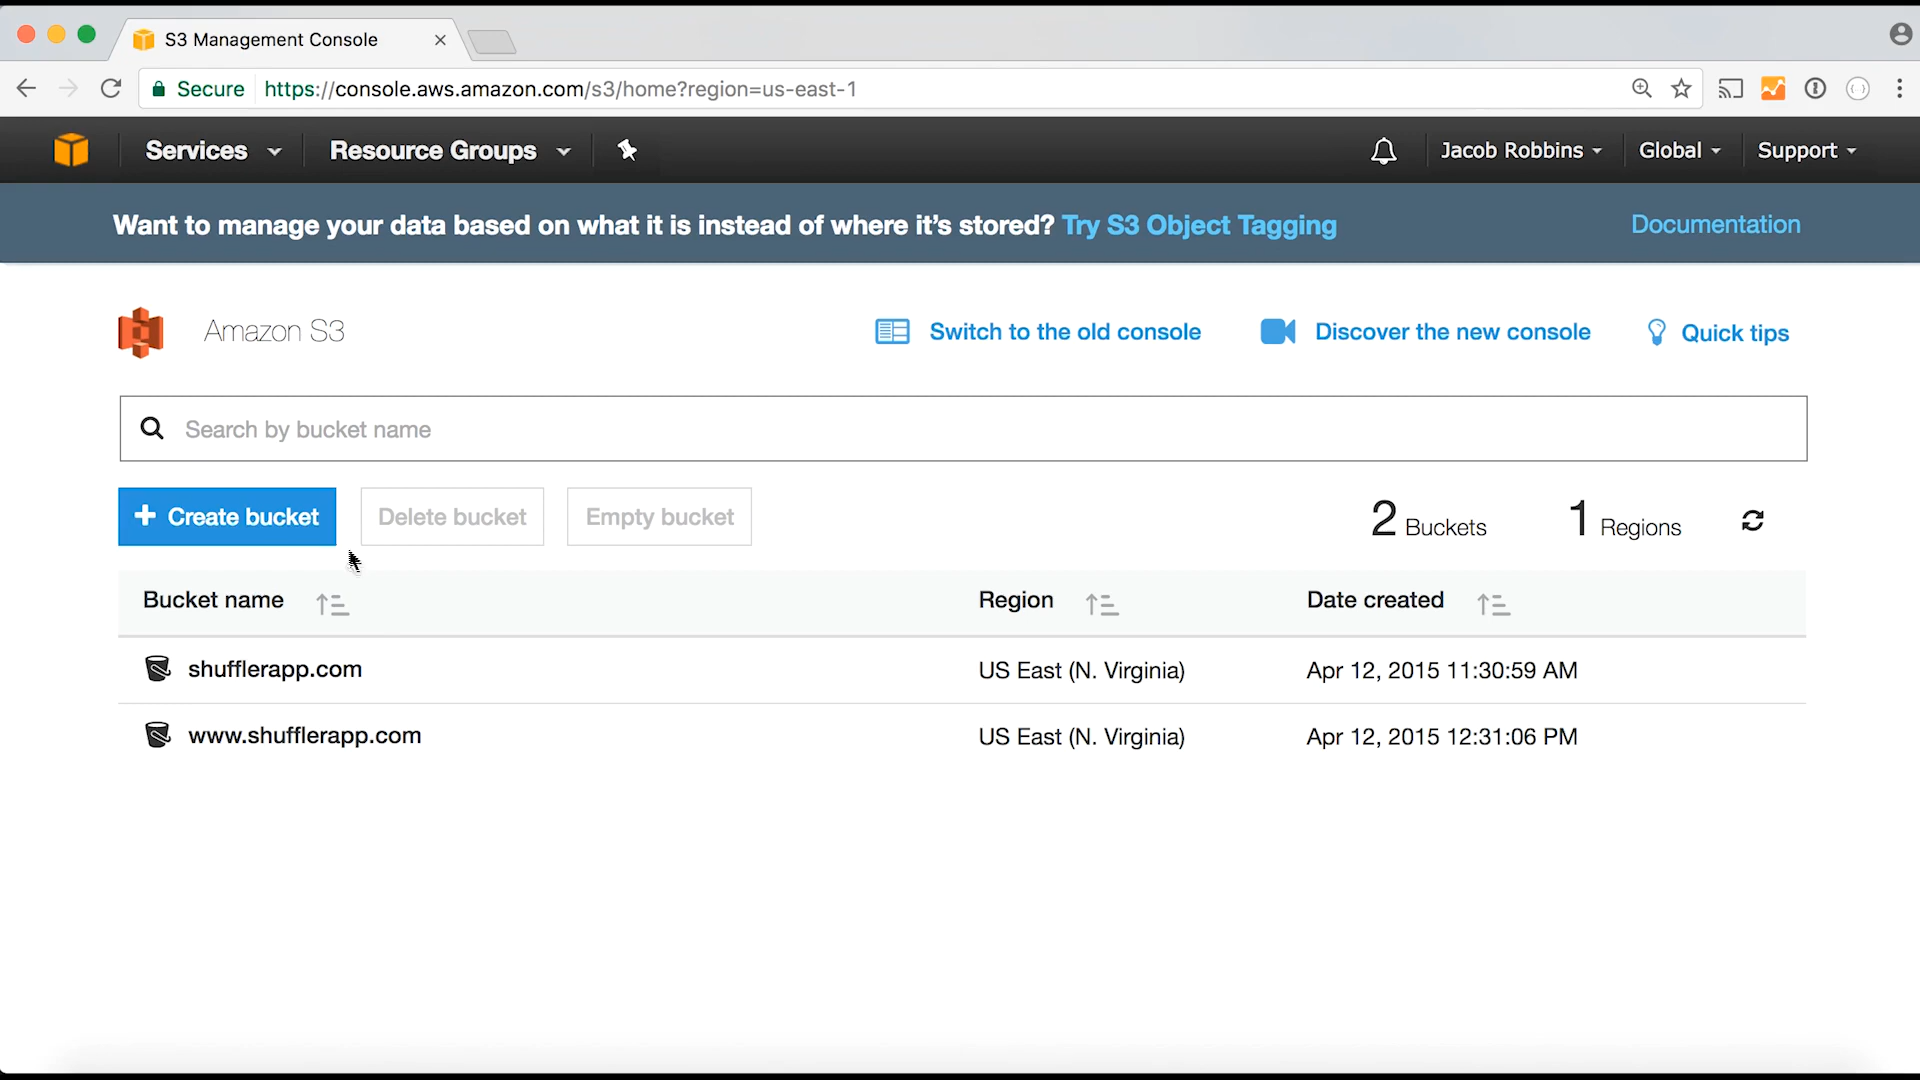 S3 Management Console
Secure https://console.aws.amazon.com/s3/home?region=us-east-1
Services Resource Groups Jacob Robbins Global Support
Want to manage your data based on what it is instead of where it’s stored? Try S3 Object Tagging Documentation
Amazon S3 Switch to the old console Discover the new console Quick tips
Search by bucket name
+ Create bucket Delete bucket Empty bucket 2 Buckets 1 Regions
Bucket name Region Date created
shufflerapp.com US East (N. Virginia) Apr 12, 2015 11:30:59 AM
www.shufflerapp.com US East (N. Virginia) Apr 12, 2015 12:31:06 PM